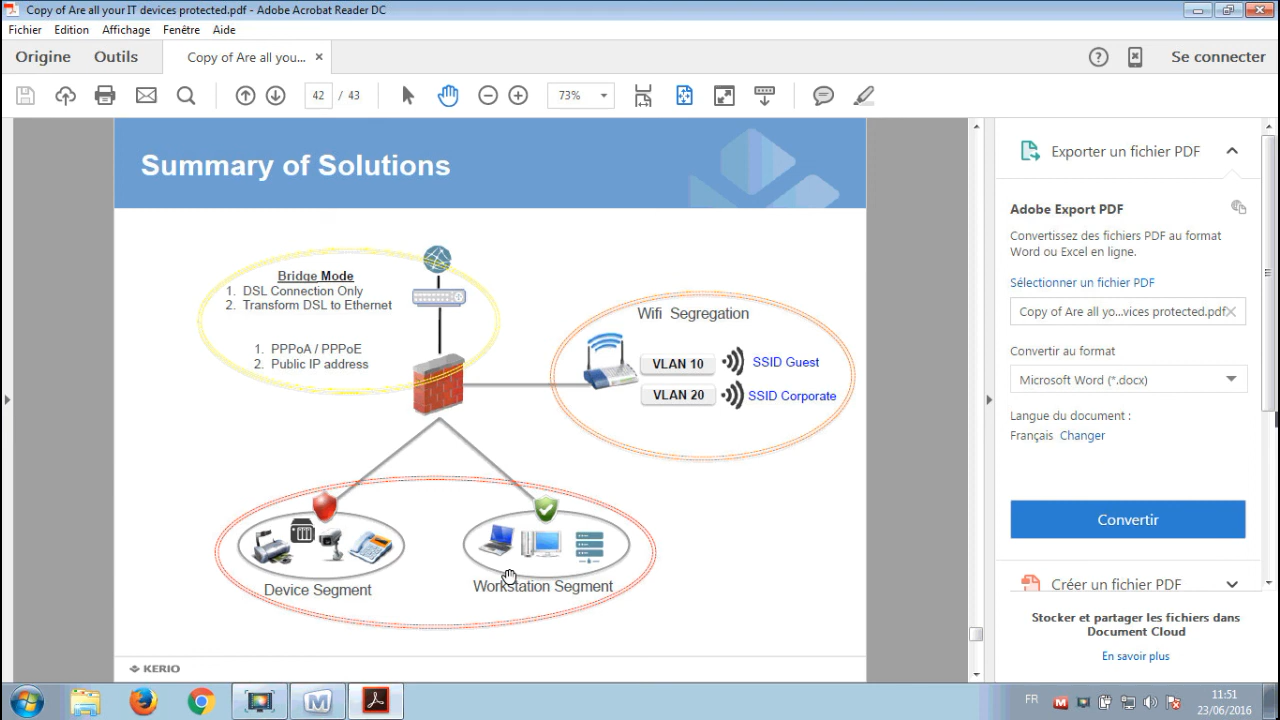 Copy of Are all your IT devices protected.pdf - Adobe Acrobat Reader DC
Fichier Edition Affichage Fenêtre Aide
Origine Outils Copy of Are all you... × Se connecter
42 / 43 73%
Summary of Solutions
Bridge Mode
1. DSL Connection Only
2. Transform DSL to Ethernet
1. PPPoA / PPPoE
2. Public IP address
Wifi Segregation
VLAN 10 SSID Guest
VLAN 20 SSID Corporate
Device Segment
Workstation Segment
KERIO
Exporter un fichier PDF
Adobe Export PDF
Convertissez des fichiers PDF au format
Word ou Excel en ligne.
Sélectionner un fichier PDF
Copy of Are all yo...vices protected.pdf
Convertir au format
Microsoft Word (*.docx)
Langue du document :
Français Changer
Convertir
Créer un fichier PDF
Stocker et partager les fichiers dans
Document Cloud
En savoir plus
FR
11:51
23/06/2016